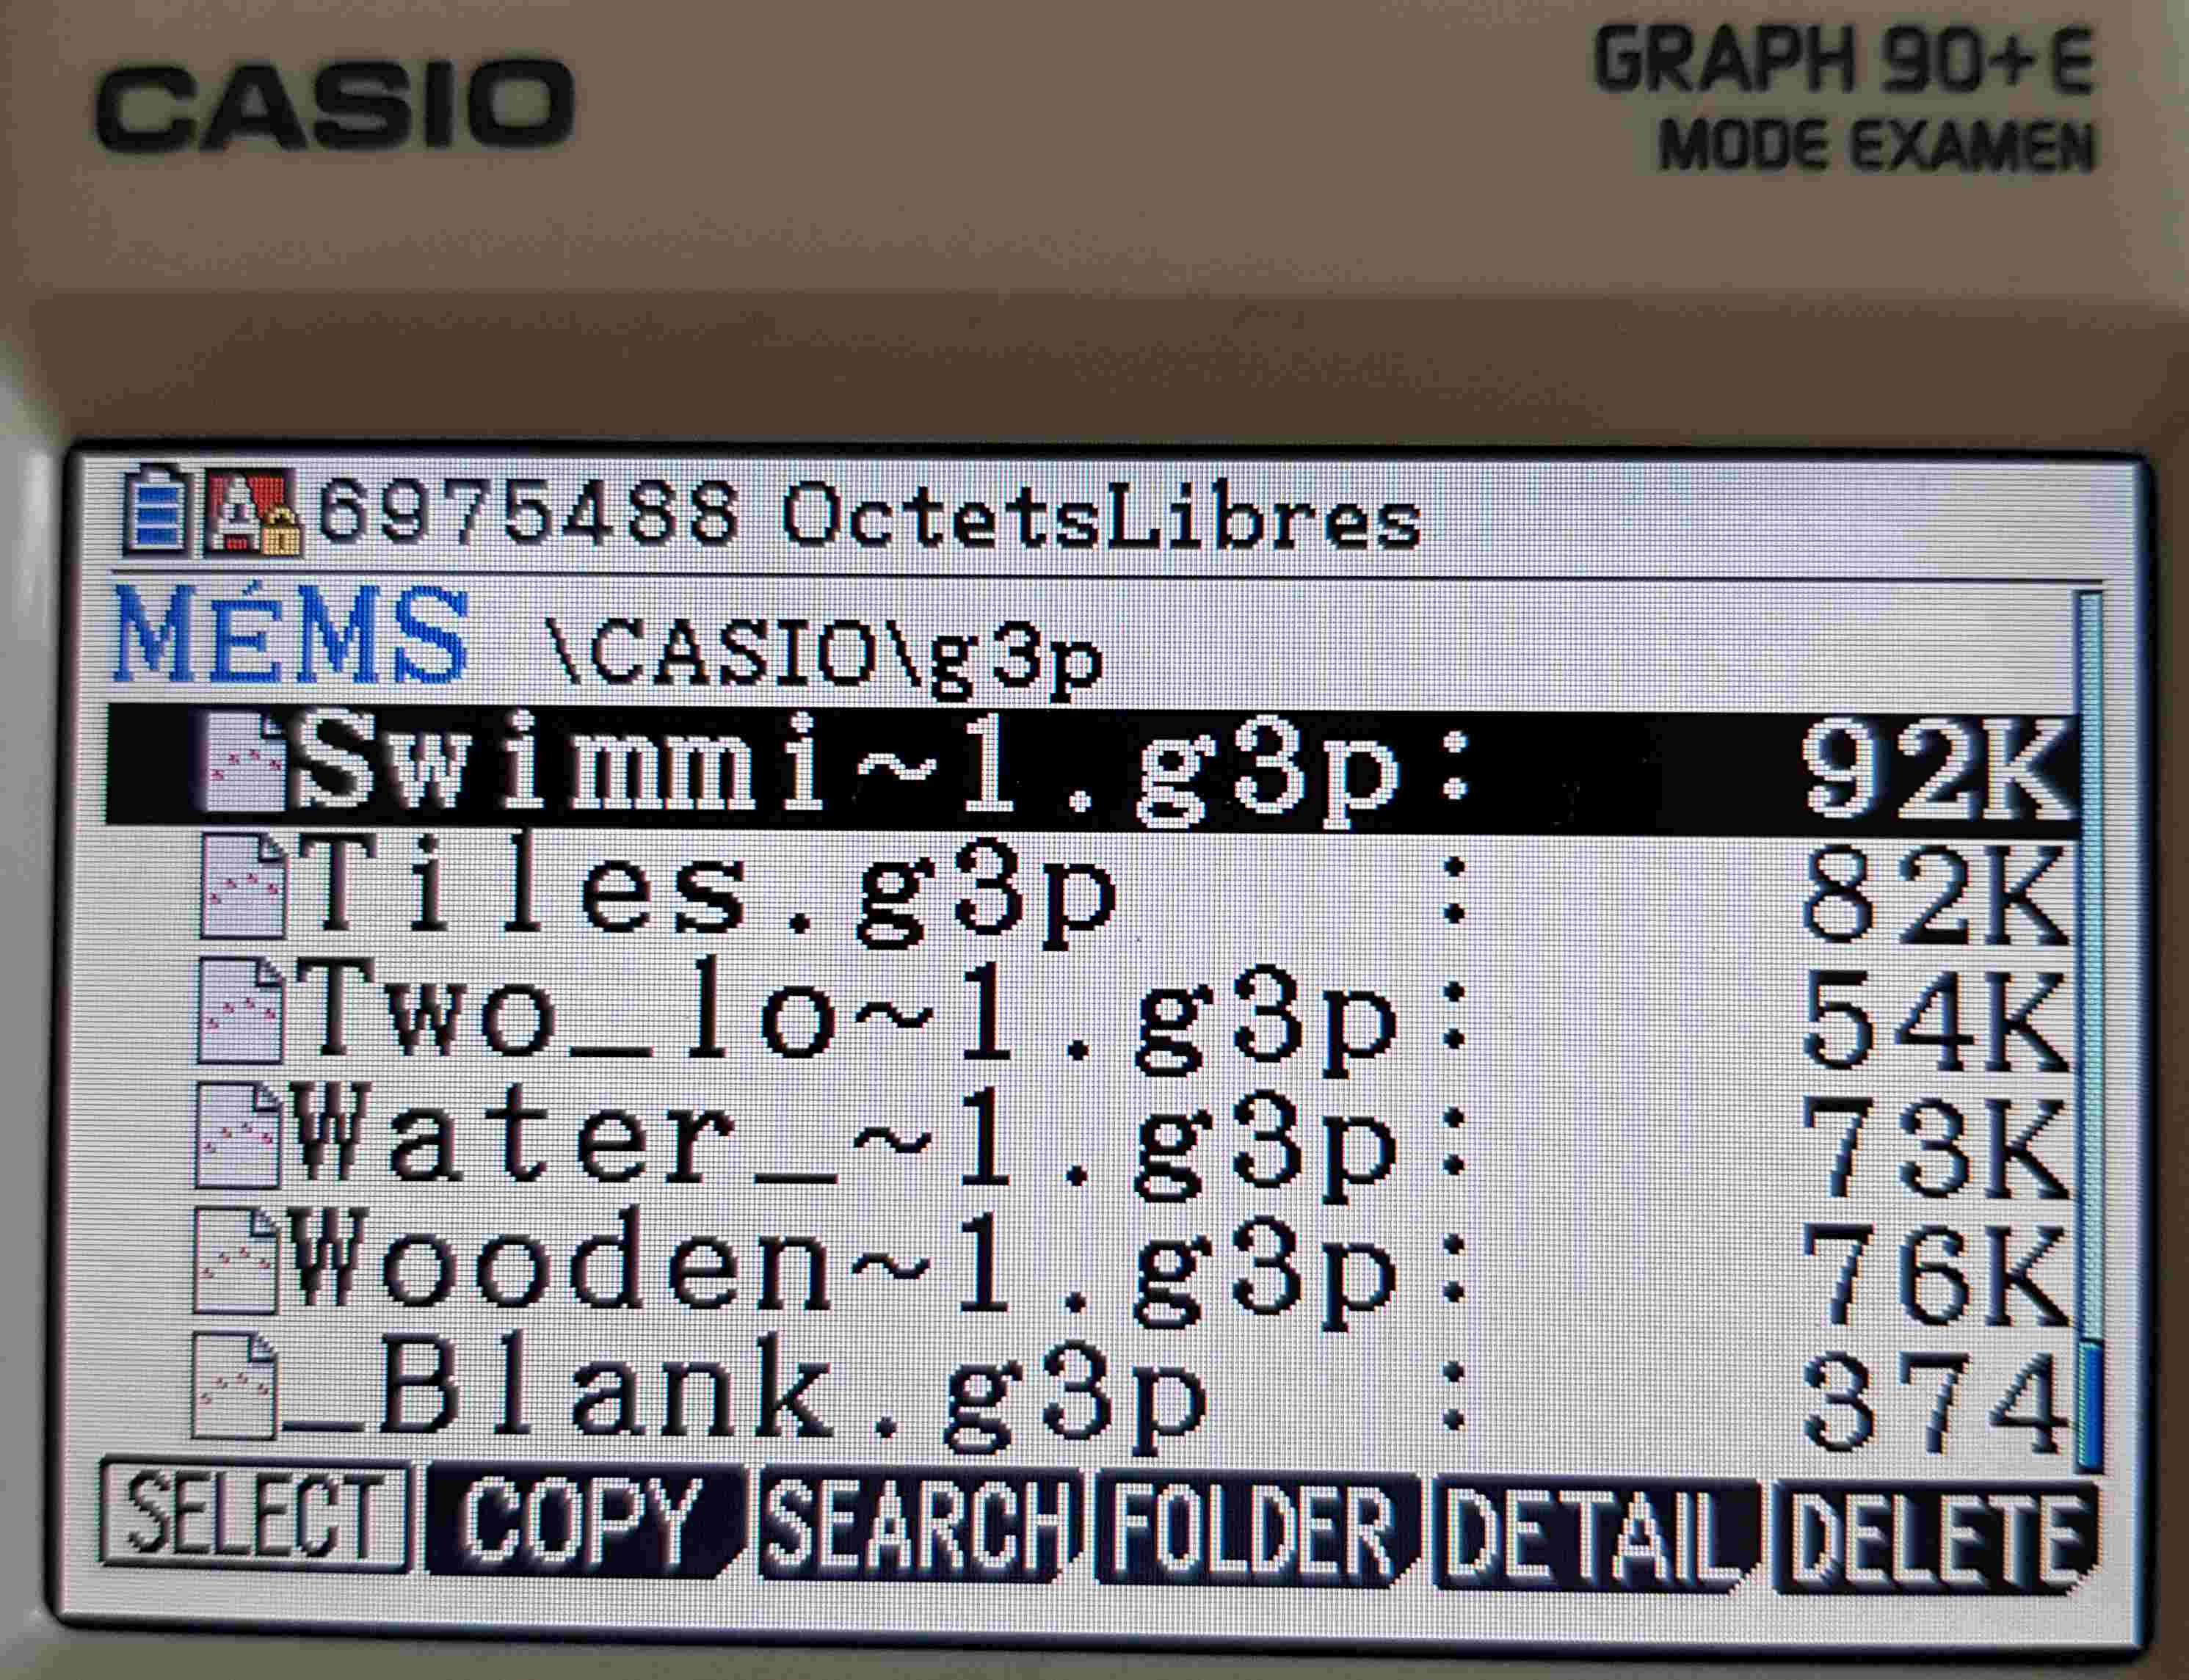 CASIO
GRAPH 90+E
MODE EXAMEN
6975488 OctetsLibres
MÉMS \CASIO\g3p
Swimmi~1.g3p: 92K
Tiles.g3p : 82K
Two_lo~1.g3p: 54K
Water_~1.g3p: 73K
Wooden~1.g3p: 76K
_Blank.g3p : 374
SELECT COPY SEARCH FOLDER DETAIL DELETE